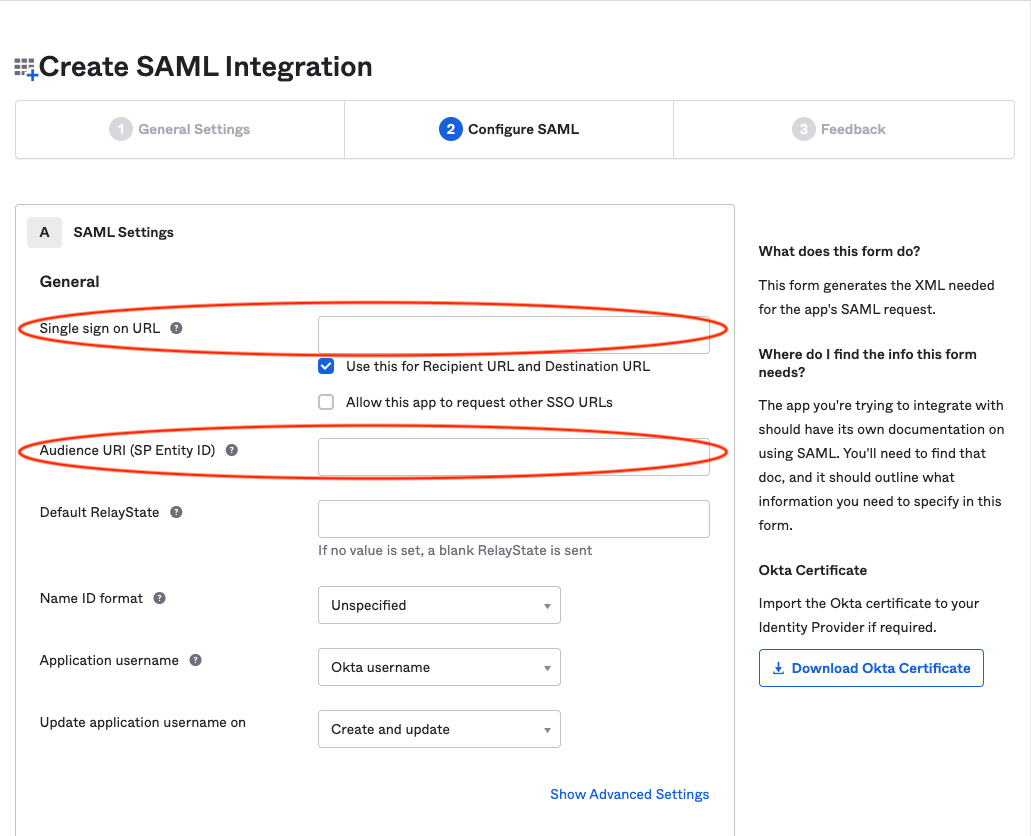 Create SAML Integration
1 General Settings
2 Configure SAML
3 Feedback
A SAML Settings
General
Single sign on URL ?
Use this for Recipient URL and Destination URL
Allow this app to request other SSO URLs
Audience URI (SP Entity ID) ?
Default RelayState ?
If no value is set, a blank RelayState is sent
Name ID format ? Unspecified
Application username ? Okta username
Update application username on Create and update
Show Advanced Settings
What does this form do?
This form generates the XML needed
for the app's SAML request.
Where do I find the info this form
needs?
The app you're trying to integrate with
should have its own documentation on
using SAML. You'll need to find that
doc, and it should outline what
information you need to specify in this
form.
Okta Certificate
Import the Okta certificate to your
Identity Provider if required.
Download Okta Certificate